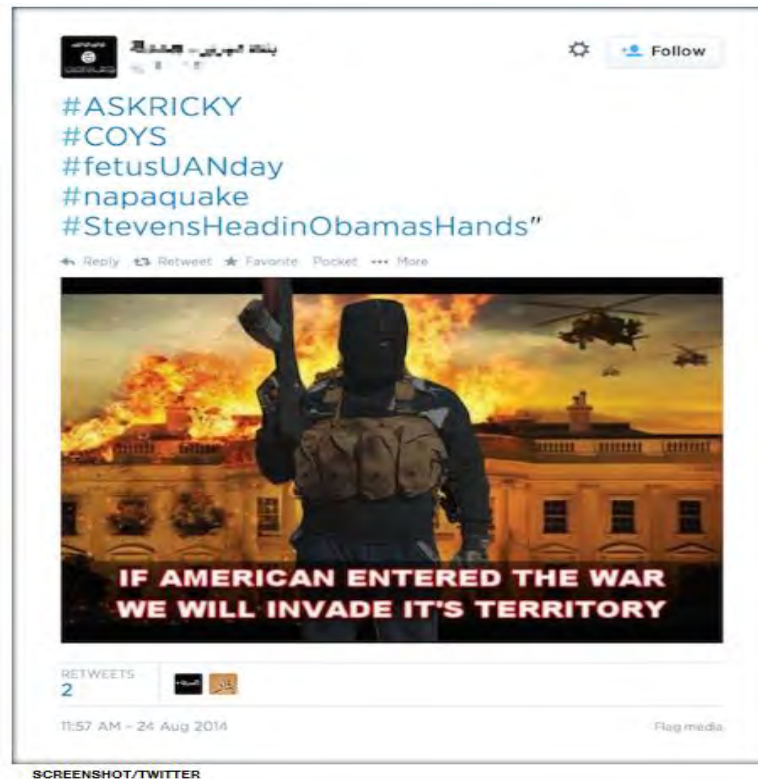 Follow
#ASKRICKY
#COYS
#fetusUANday
#napaquake
#StevensHeadinObamasHands"
Reply Retweet Favorite Pocket More
IF AMERICAN ENTERED THE WAR
WE WILL INVADE IT'S TERRITORY
RETWEETS
2
11:57 AM - 24 Aug 2014
Flag media
SCREENSHOT/TWITTER